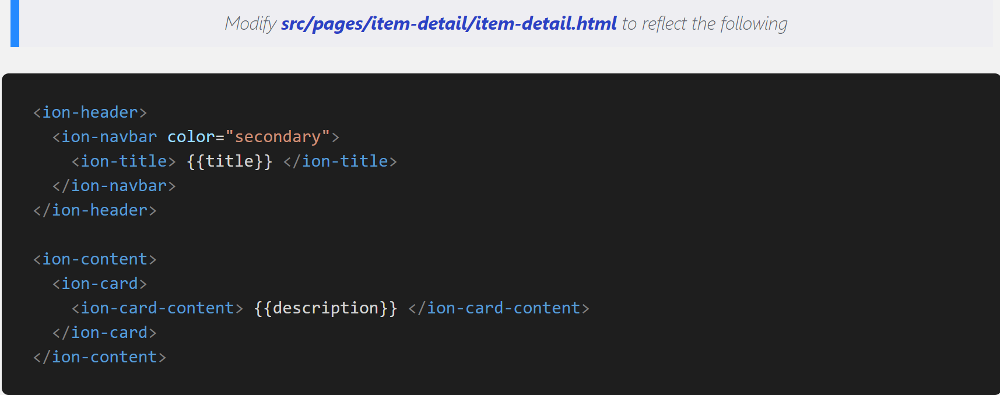 Modify src/pages/item-detail/item-detail.html to reflect the following
<ion-header>
  <ion-navbar color="secondary">
    <ion-title> {{title}} </ion-title>
  </ion-navbar>
</ion-header>
<ion-content>
  <ion-card>
    <ion-card-content> {{description}} </ion-card-content>
  </ion-card>
</ion-content>